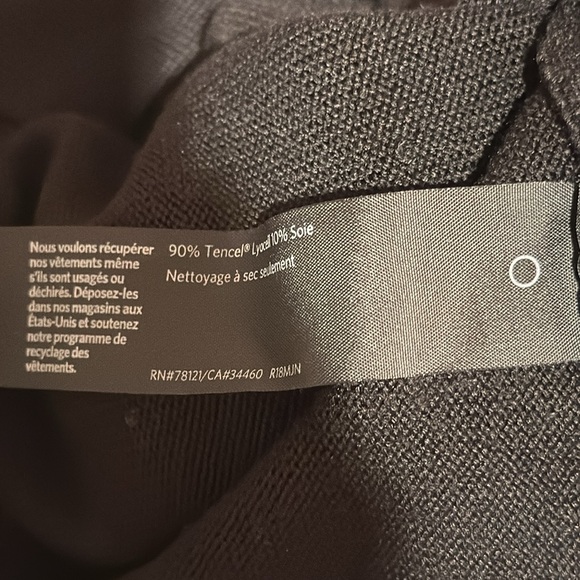 Nous voulons récupérer
nos vêtements même
s'ils sont usagés ou
déchirés. Déposez-les
dans nos magasins aux
États-Unis et soutenez
notre programme de
recyclage des
vêtements.
90% Tencel® Lyocell 10% Soie
Nettoyage à sec seulement
RN#78121/CA#34460 R18MJN